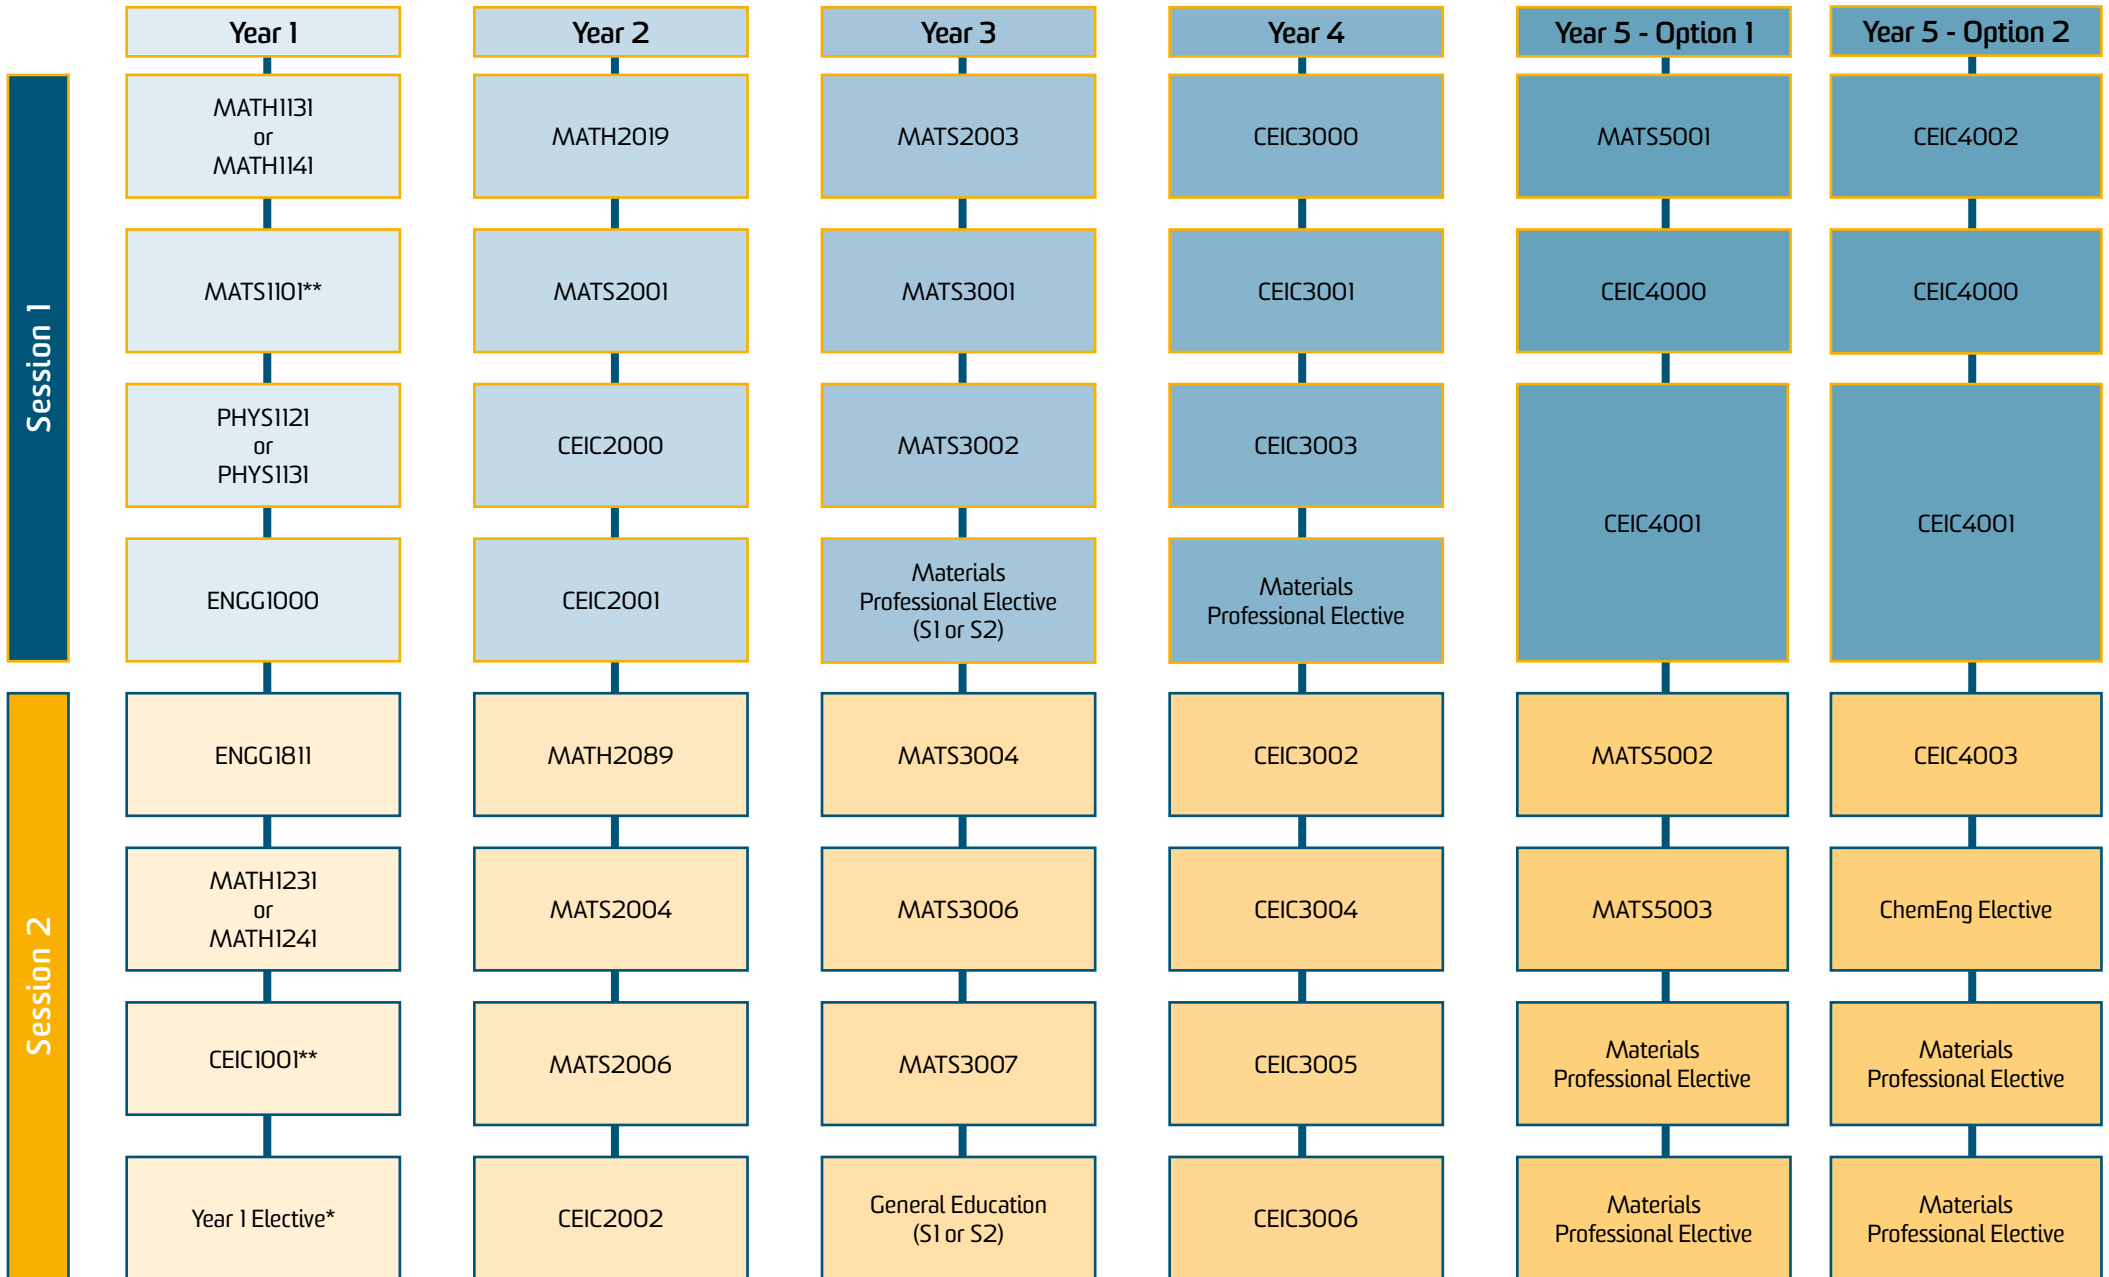 Year 1
Year 2
Year 3
Year 4
Year 5 - Option 1
Year 5 - Option 2
Session 1
MATH1131
or
MATH1141
MATH2019
MATS2003
CEIC3000
MATS5001
CEIC4002
MATS1101**
MATS2001
MATS3001
CEIC3001
CEIC4000
CEIC4000
PHYS1121
or
PHYS1131
CEIC2000
MATS3002
CEIC3003
CEIC4001
CEIC4001
ENGG1000
CEIC2001
Materials
Professional Elective
(S1 or S2)
Materials
Professional Elective
Session 2
ENGG1811
MATH2089
MATS3004
CEIC3002
MATS5002
CEIC4003
MATH1231
or
MATH1241
MATS2004
MATS3006
CEIC3004
MATS5003
ChemEng Elective
CEIC1001**
MATS2006
MATS3007
CEIC3005
Materials
Professional Elective
Materials
Professional Elective
Year 1 Elective*
CEIC2002
General Education
(S1 or S2)
CEIC3006
Materials
Professional Elective
Materials
Professional Elective